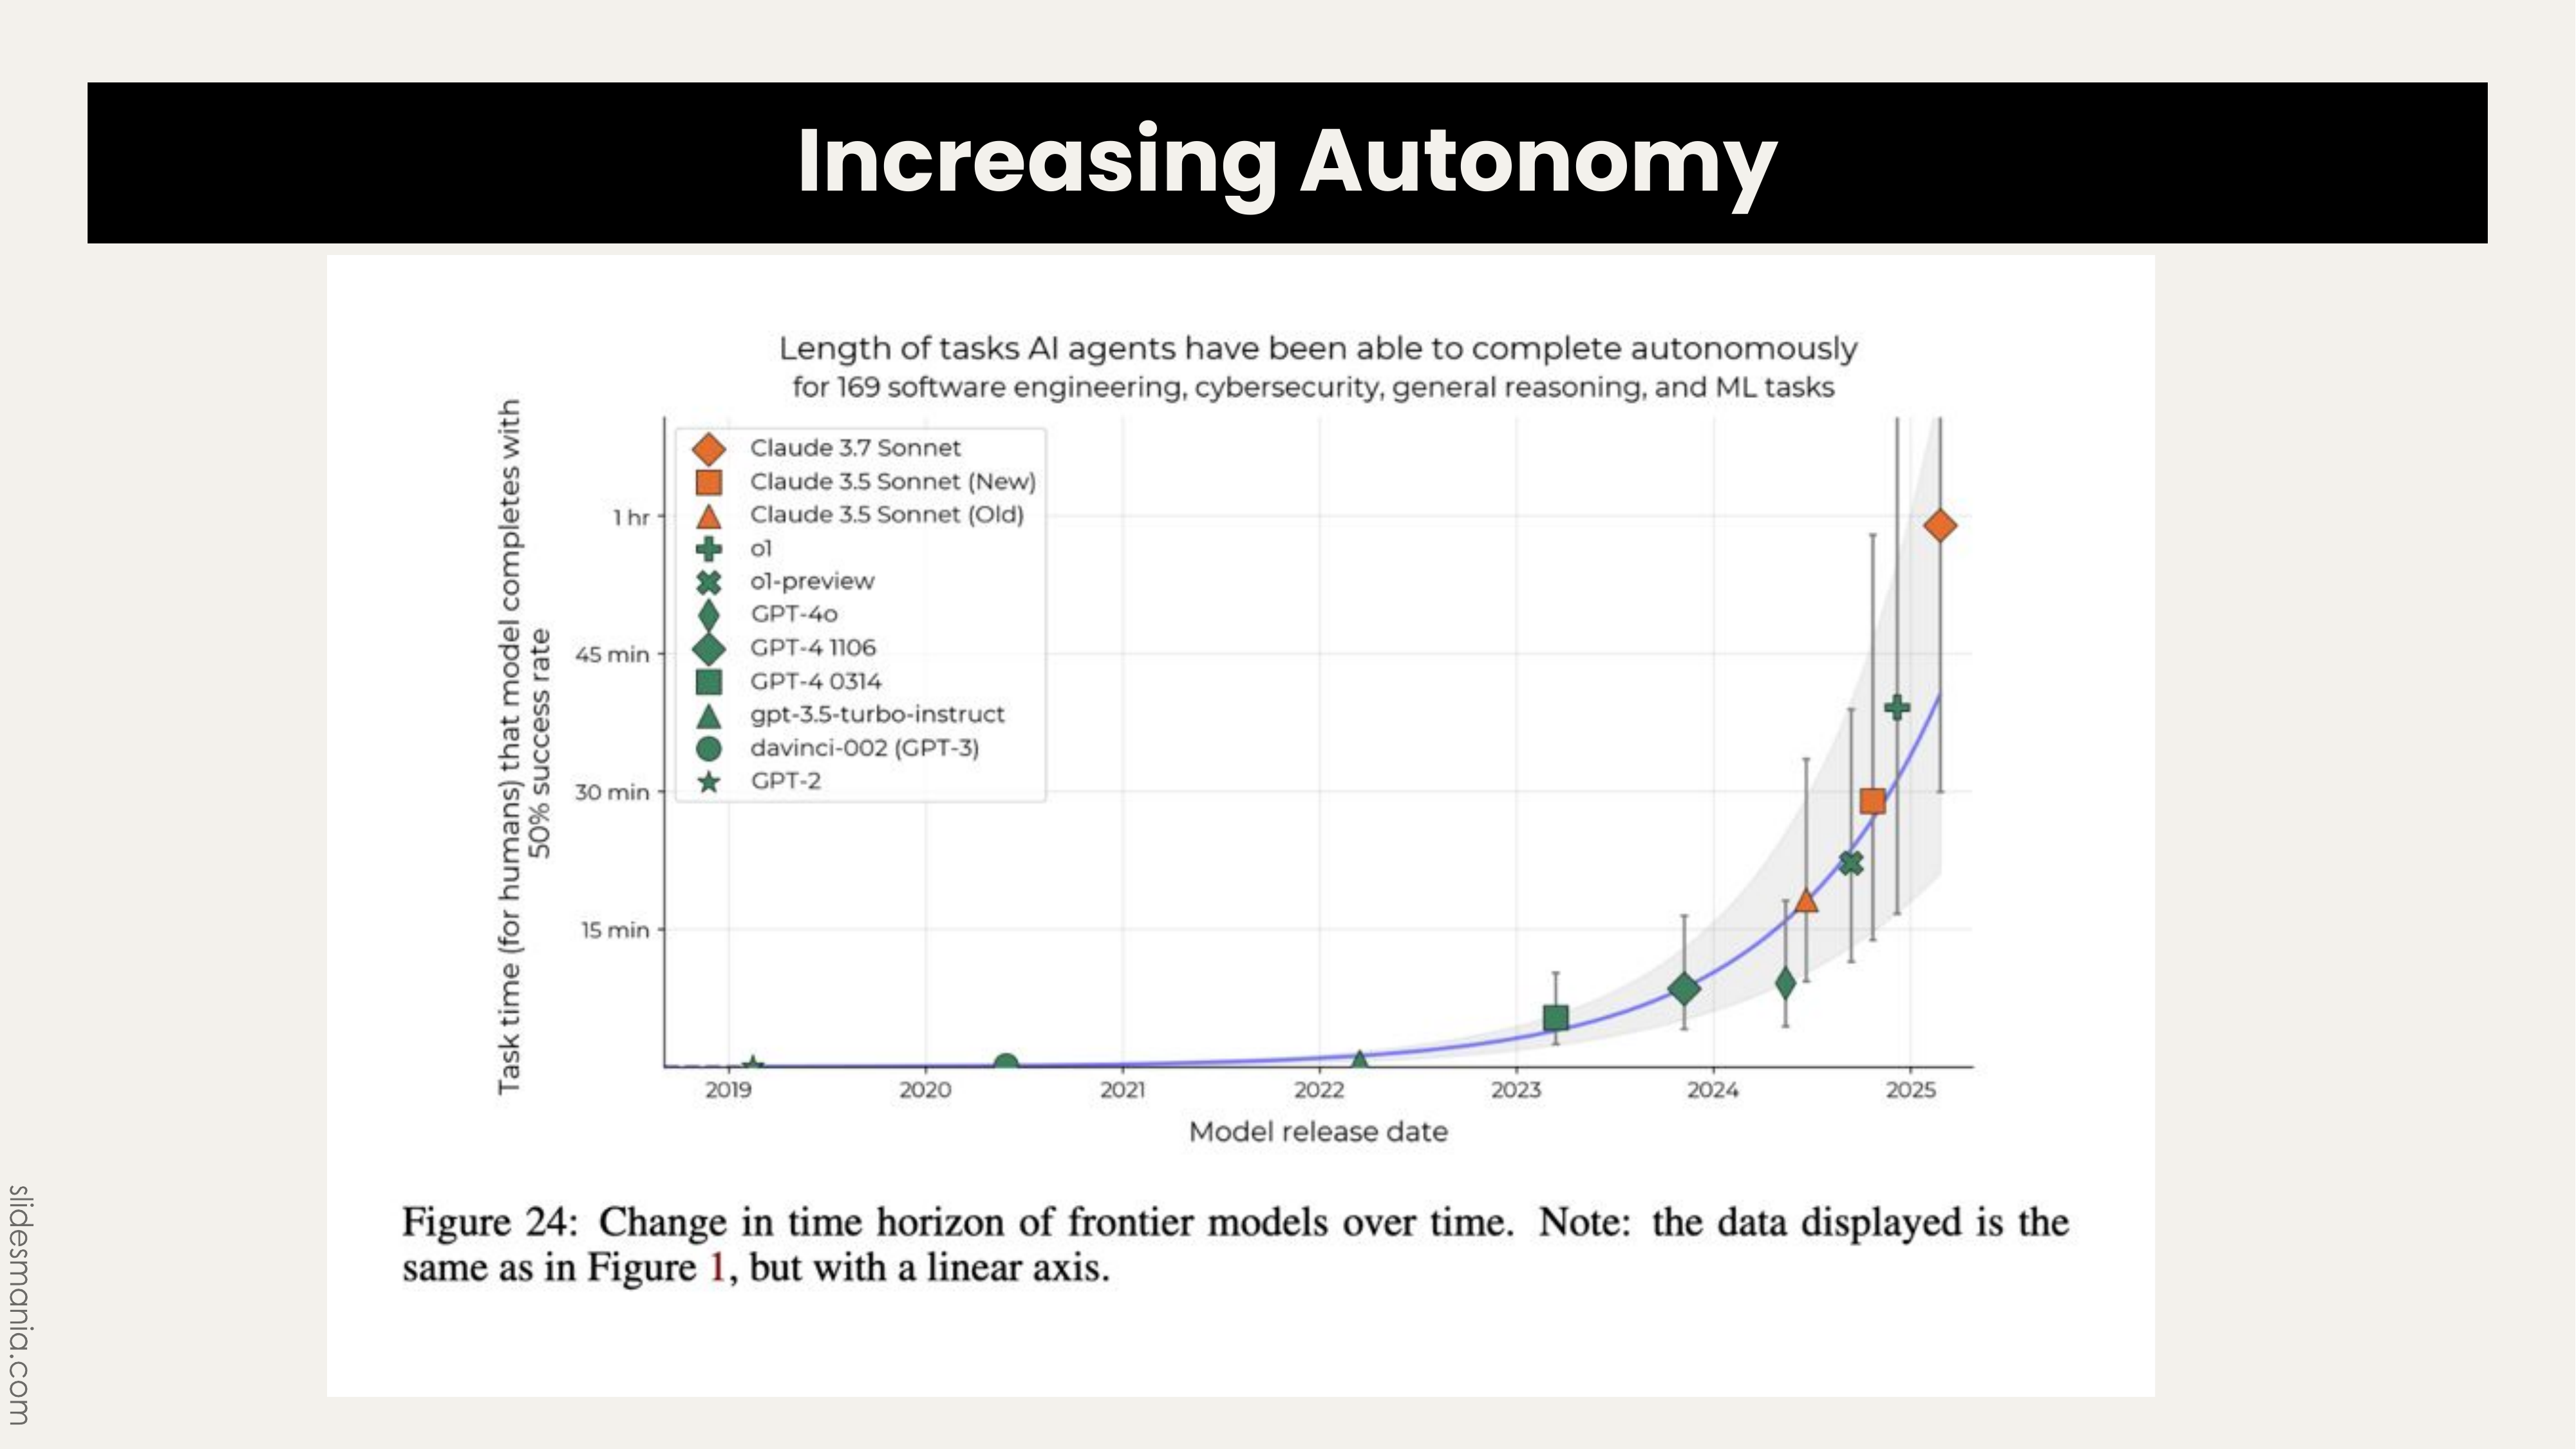 Increasing Autonomy
Length of tasks AI agents have been able to complete autonomously
for 169 software engineering, cybersecurity, general reasoning, and ML tasks
Task time (for humans) that model completes with
50% success rate
Claude 3.7 Sonnet
Claude 3.5 Sonnet (New)
Claude 3.5 Sonnet (Old)
o1
o1-preview
GPT-4o
GPT-4 1106
GPT-4 0314
gpt-3.5-turbo-instruct
davinci-002 (GPT-3)
GPT-2
1 hr
45 min
30 min
15 min
2019 2020 2021 2022 2023 2024 2025
Model release date
Figure 24: Change in time horizon of frontier models over time. Note: the data displayed is the
same as in Figure 1, but with a linear axis.
slidesmania.com